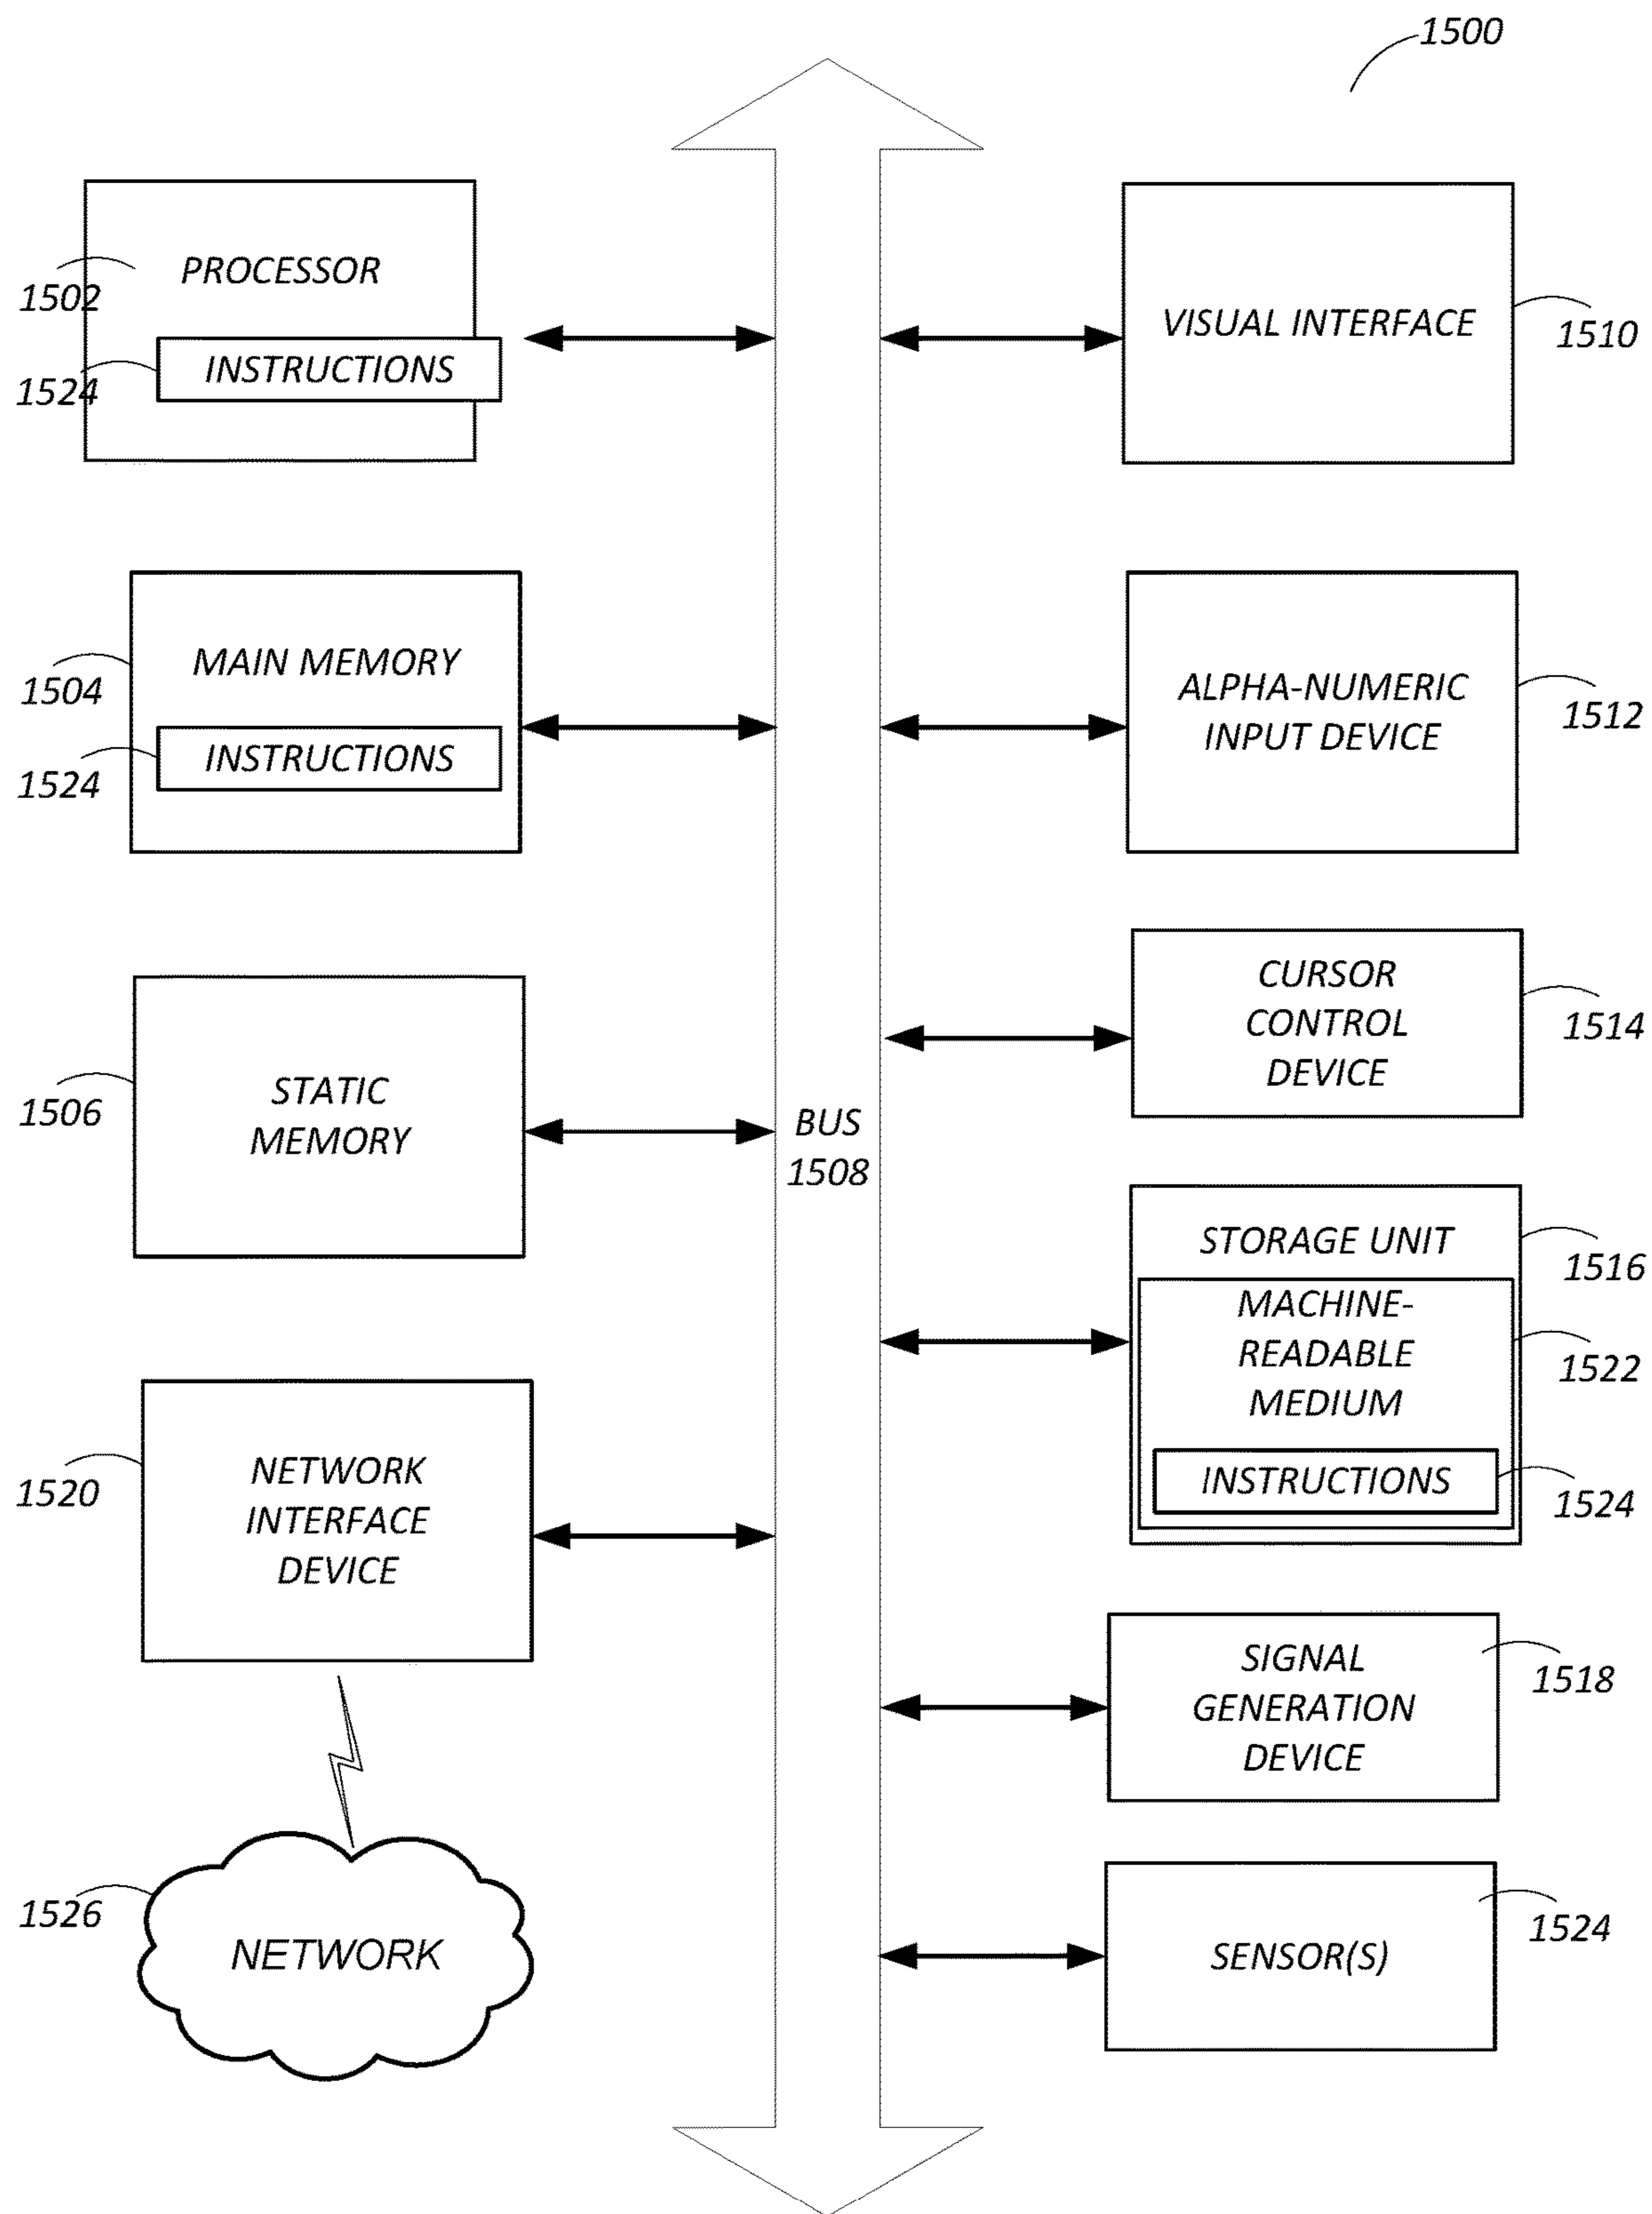 1500
PROCESSOR
1502
INSTRUCTIONS
1524
VISUAL INTERFACE
1510
MAIN MEMORY
1504
INSTRUCTIONS
1524
ALPHA-NUMERIC
INPUT DEVICE
1512
CURSOR
CONTROL
DEVICE
1514
STATIC
MEMORY
1506
BUS
1508
STORAGE UNIT
1516
MACHINE-
READABLE
MEDIUM
1522
INSTRUCTIONS
1524
NETWORK
INTERFACE
DEVICE
1520
SIGNAL
GENERATION
DEVICE
1518
NETWORK
1526
SENSOR(S)
1524